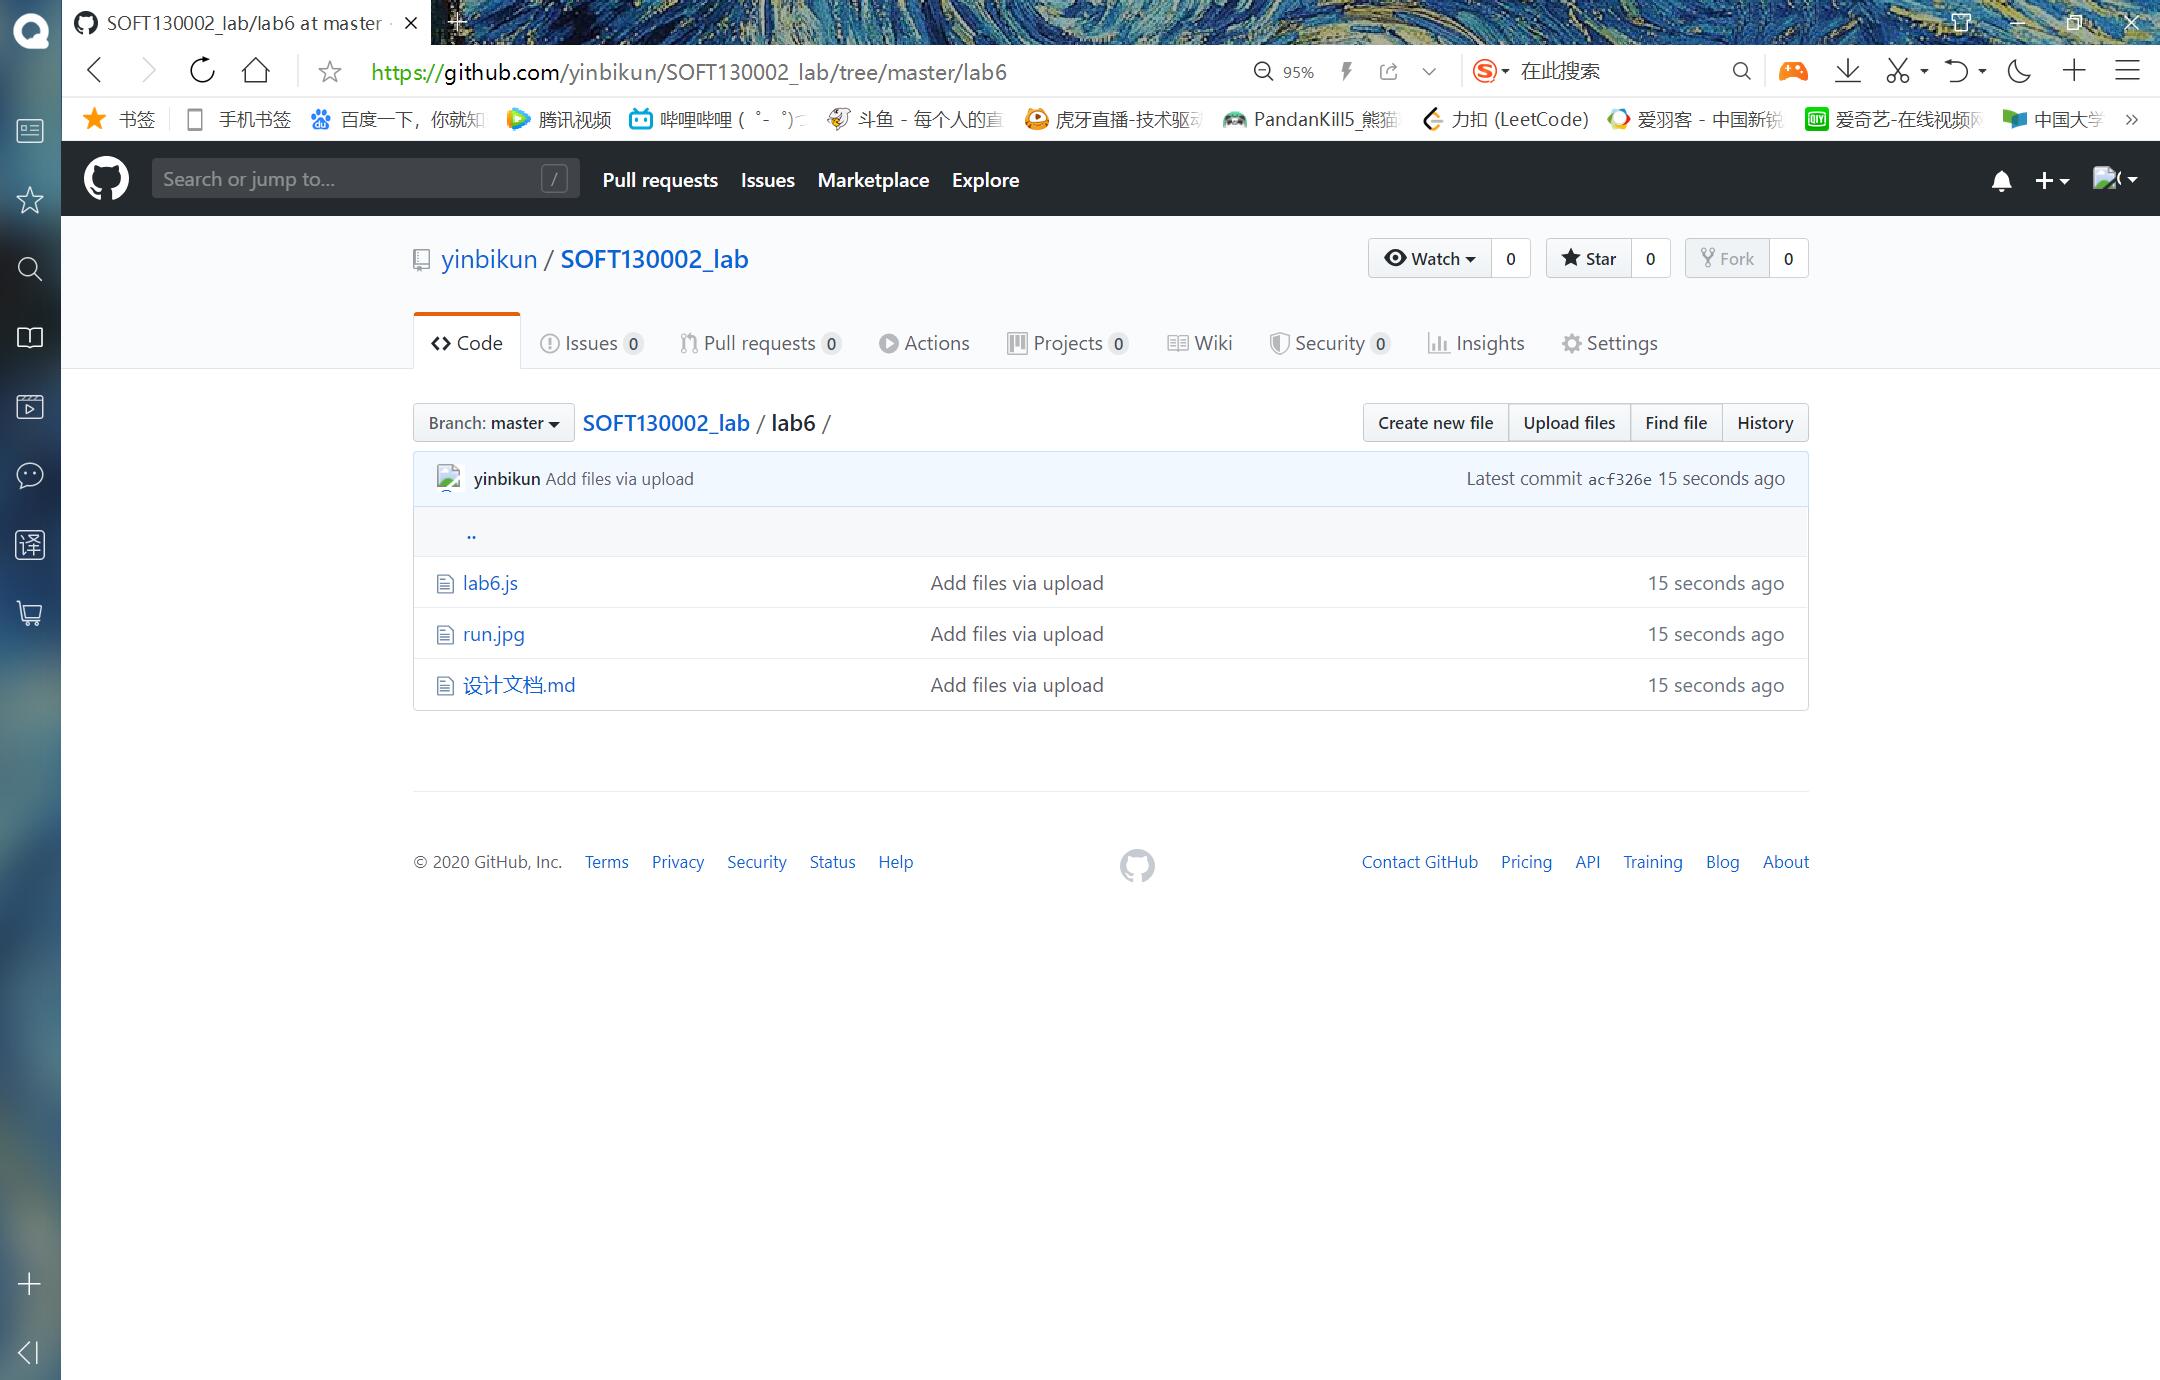 SOFT130002_lab/lab6 at master
https://github.com/yinbikun/SOFT130002_lab/tree/master/lab6
95%
在此搜索
书签
手机书签
百度一下，你就知
腾讯视频
哔哩哔哩 ( ゜- ゜)つ
斗鱼 - 每个人的直
虎牙直播-技术驱动
PandanKill5_熊猫
力扣 (LeetCode)
爱羽客 - 中国新锐
爱奇艺-在线视频网
中国大学
Search or jump to...
/
Pull requests
Issues
Marketplace
Explore
yinbikun / SOFT130002_lab
Watch 0
Star 0
Fork 0
Code
Issues 0
Pull requests 0
Actions
Projects 0
Wiki
Security 0
Insights
Settings
Branch: master
SOFT130002_lab / lab6 /
Create new file
Upload files
Find file
History
yinbikun Add files via upload
Latest commit acf326e 15 seconds ago
..
lab6.js Add files via upload 15 seconds ago
run.jpg Add files via upload 15 seconds ago
设计文档.md Add files via upload 15 seconds ago
译
© 2020 GitHub, Inc.
Terms
Privacy
Security
Status
Help
Contact GitHub
Pricing
API
Training
Blog
About